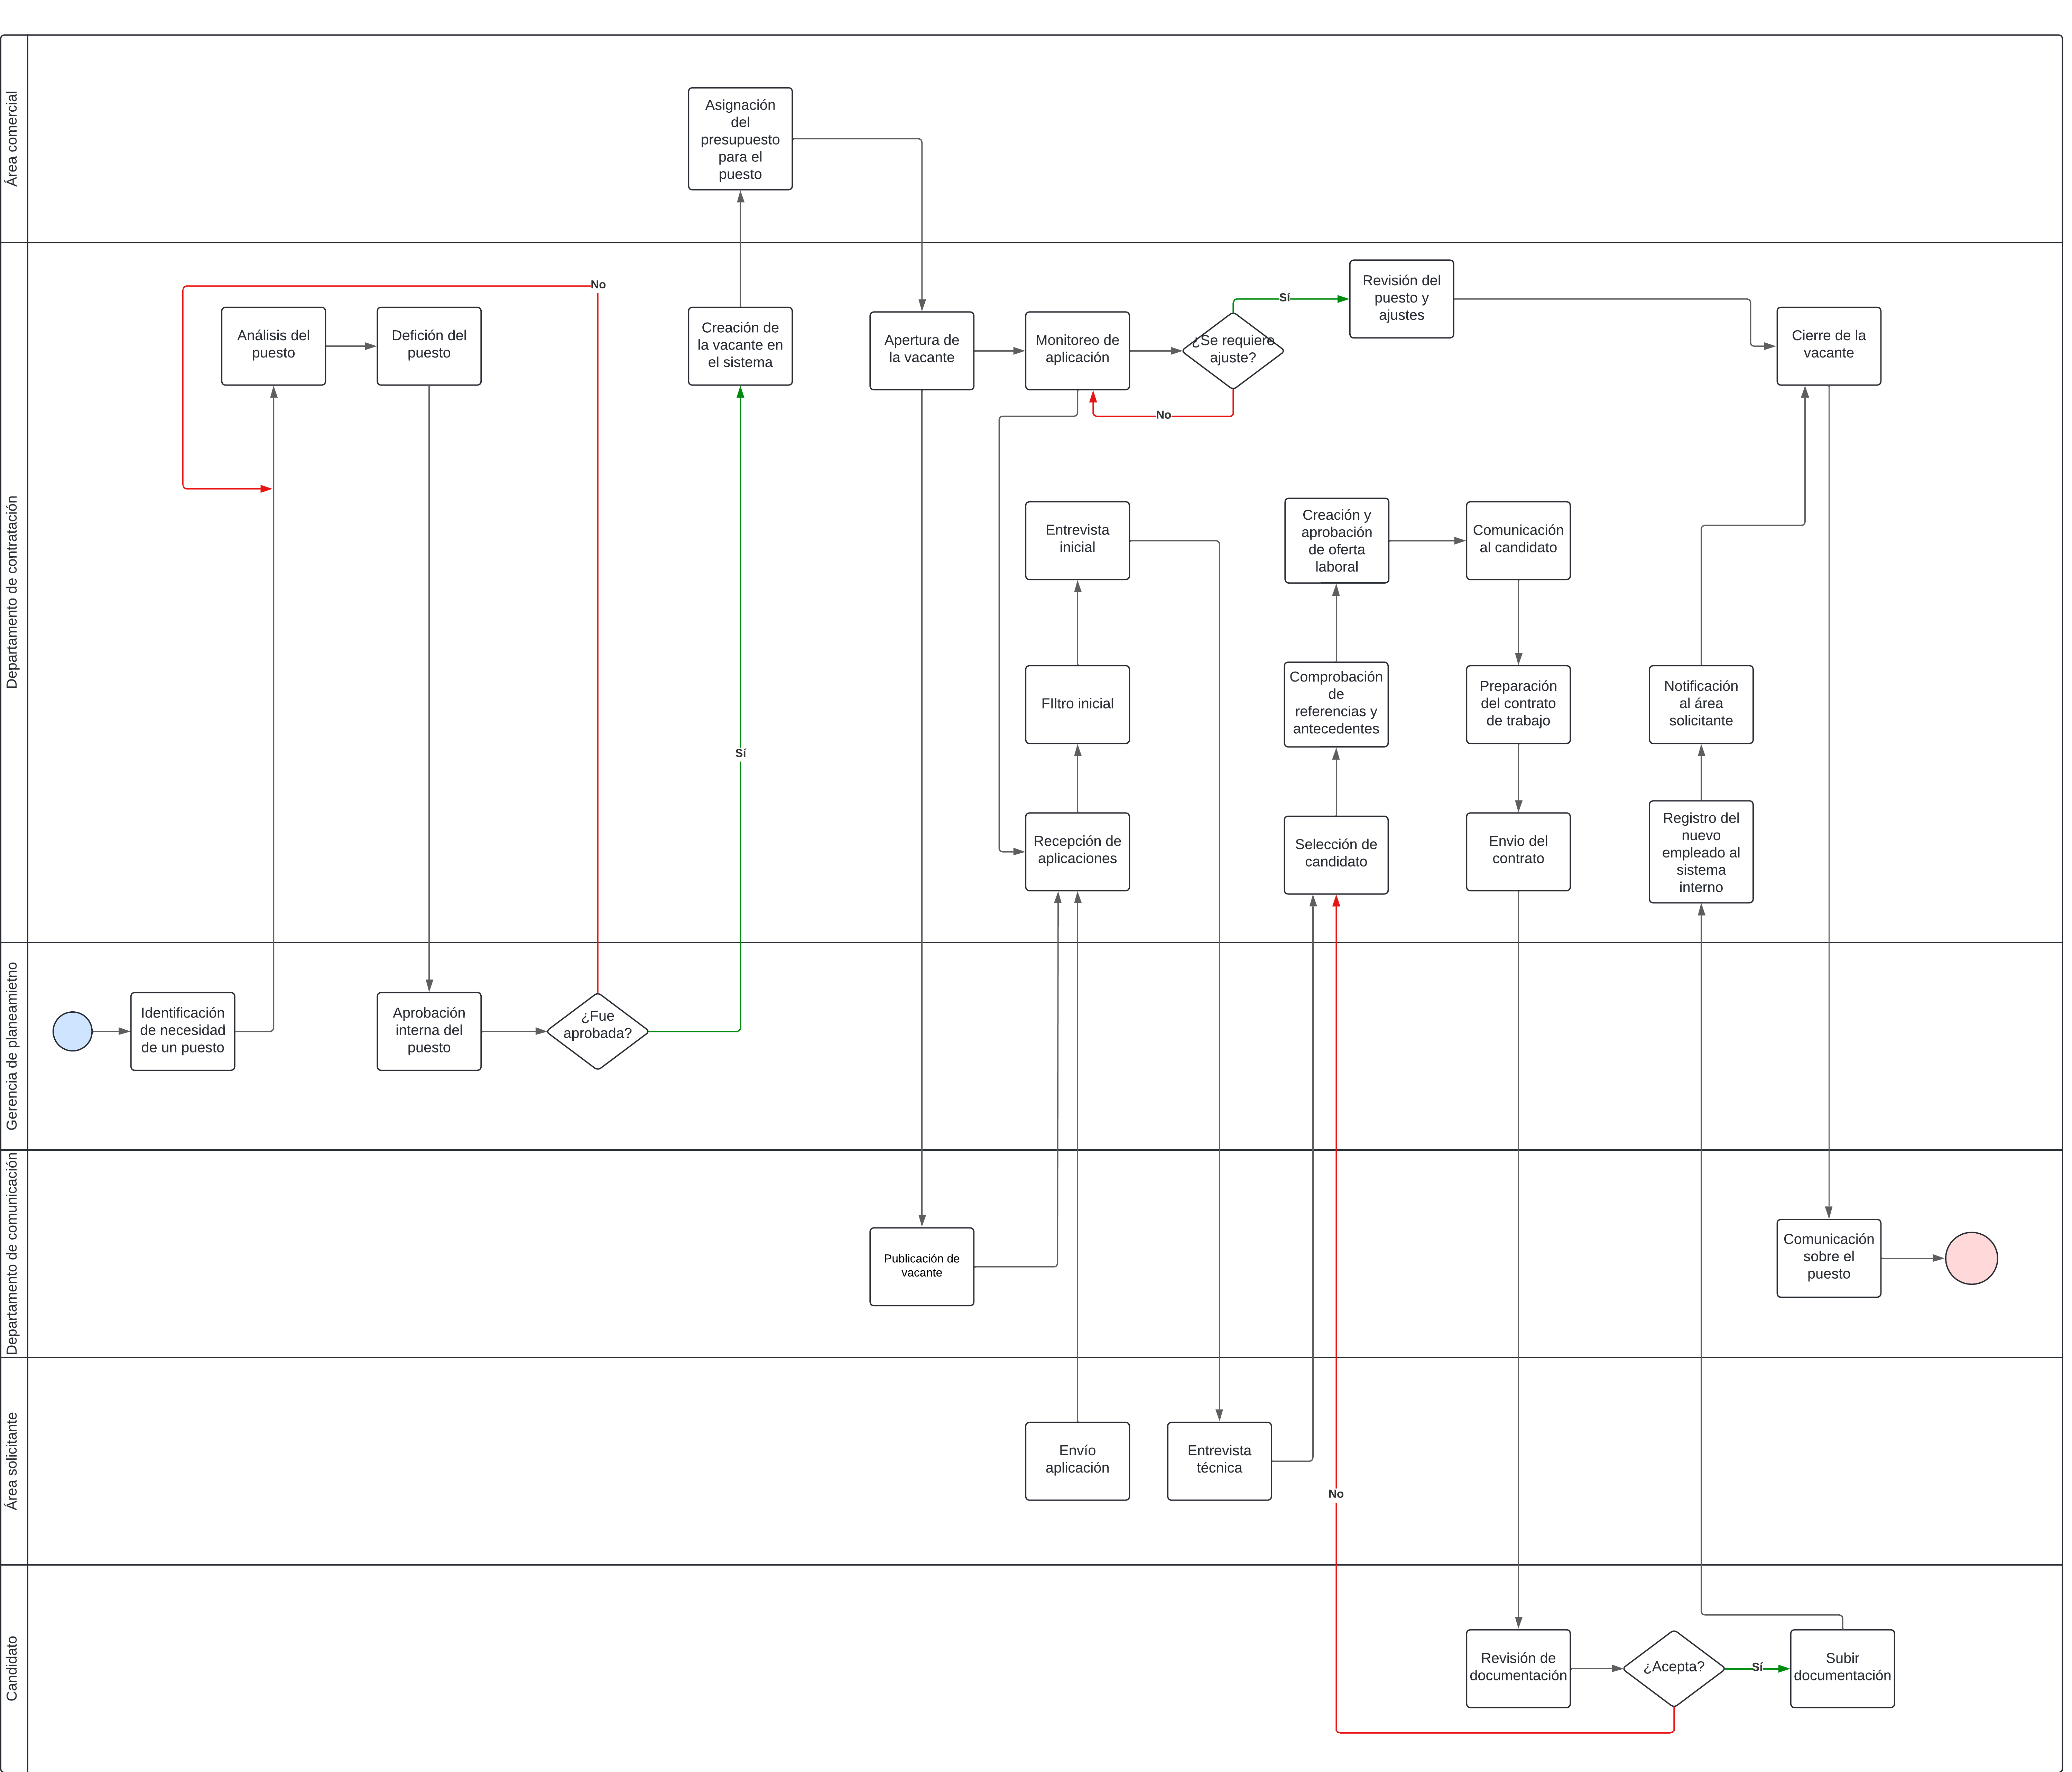 Área comercial
Asignación
del
presupuesto
para el
puesto
Departamento de contratación
No
Análisis del
puesto
Defición del
puesto
Creación de
la vacante en
el sistema
Apertura de
la vacante
Monitoreo de
aplicación
¿Se requiere
ajuste?
Sí
No
Revisión del
puesto y
ajustes
Cierre de la
vacante
Entrevista
inicial
Creación y
aprobación
de oferta
laboral
Comunicación
al candidato
FIltro inicial
Comprobación
de
referencias y
antecedentes
Preparación
del contrato
de trabajo
Notificación
al área
solicitante
Sí
Recepción de
aplicaciones
Selección de
candidato
Envio del
contrato
Registro del
nuevo
empleado al
sistema
interno
Gerencia de planeamietno
Identificación
de necesidad
de un puesto
Aprobación
interna del
puesto
¿Fue
aprobada?
Departamento de comunicación
Publicación de
vacante
Comunicación
sobre el
puesto
Área solicitante
Envío
aplicación
Entrevista
técnica
No
Candidato
Revisión de
documentación
¿Acepta?
Sí
Subir
documentación